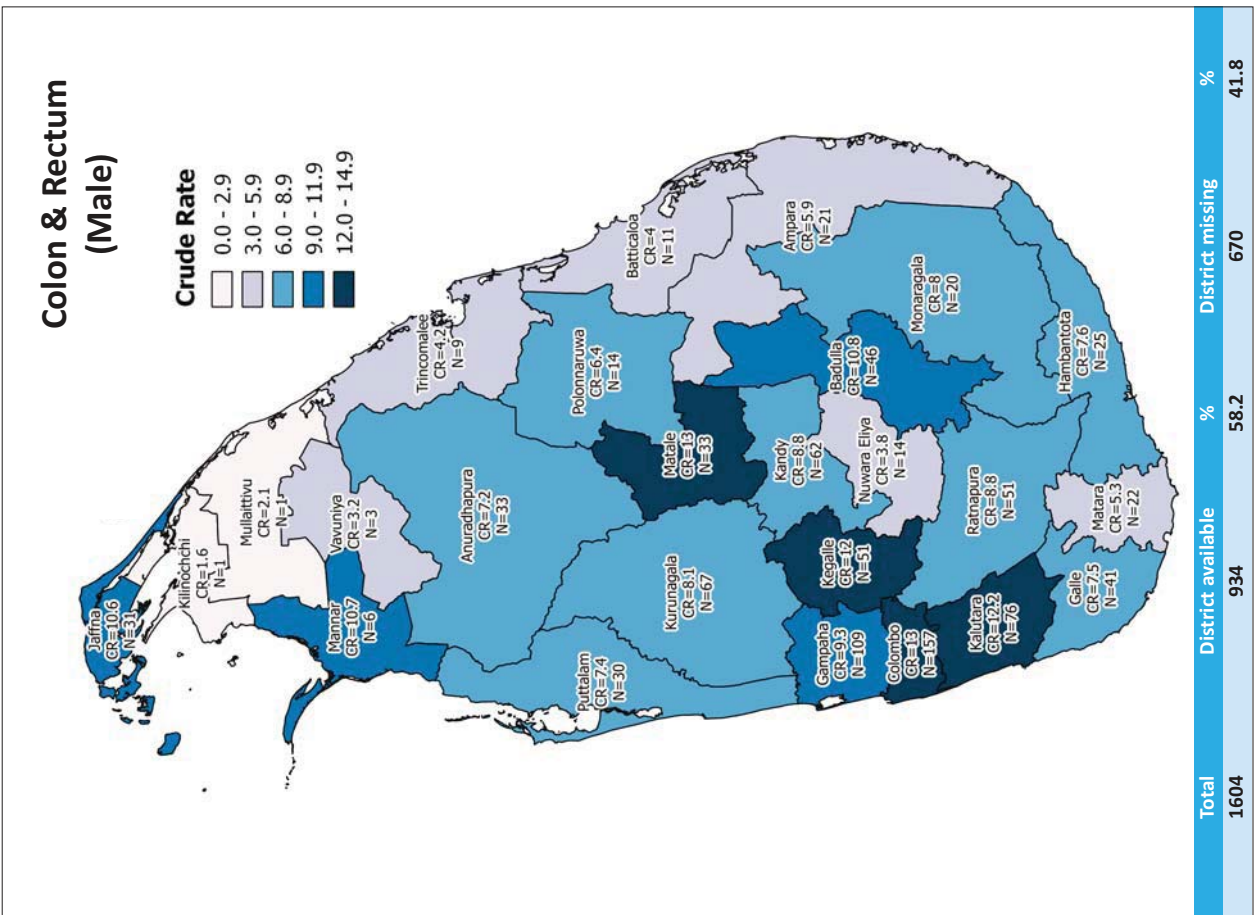 Colon & Rectum
(Male)
Crude Rate
0.0 - 2.9
3.0 - 5.9
6.0 - 8.9
9.0 - 11.9
12.0 - 14.9
Jaffna
CR=10.6
N=31
Kilinochchi
CR=1.6
N=1
Mullaittivu
CR=2.1
N=1
Mannar
CR=10.7
N=6
Vavuniya
CR=3.2
N=3
Trincomalee
CR=4.2
N=9
Anuradhapura
CR=7.2
N=33
Polonnaruwa
CR=6.4
N=14
Batticaloa
CR=4
N=11
Puttalam
CR=7.4
N=30
Kurunagala
CR=8.1
N=67
Matale
CR=13
N=33
Kandy
CR=8.8
N=62
Ampara
CR=5.9
N=21
Gampaha
CR=9.3
N=109
Kegalle
CR=12
N=51
Nuwara Eliya
CR=3.8
N=14
Badulla
CR=10.8
N=46
Monaragala
CR=8
N=20
Colombo
CR=13
N=157
Kalutara
CR=12.2
N=76
Ratnapura
CR=8.8
N=51
Hambantota
CR=7.6
N=25
Galle
CR=7.5
N=41
Matara
CR=5.3
N=22
Total District available % District missing %
1604 934 58.2 670 41.8